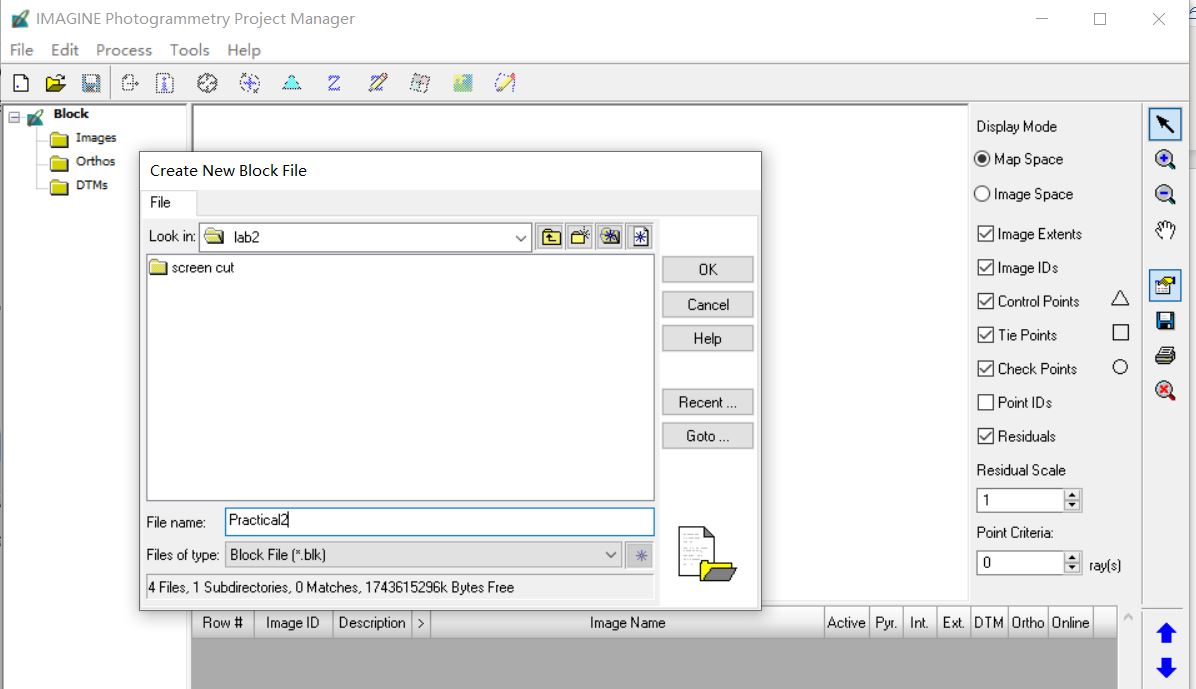 IMAGINE Photogrammetry Project Manager
File Edit Process Tools Help
Block
Images
Orthos
DTMs
Create New Block File
File
Look in: lab2
screen cut
OK
Cancel
Help
Recent ...
Goto ...
File name: Practical2
Files of type: Block File (*.blk)
4 Files, 1 Subdirectories, 0 Matches, 1743615296k Bytes Free
Display Mode
Map Space
Image Space
Image Extents
Image IDs
Control Points
Tie Points
Check Points
Point IDs
Residuals
Residual Scale
1
Point Criteria:
0 ray(s)
Row # Image ID Description > Image Name Active Pyr. Int. Ext. DTM Ortho Online